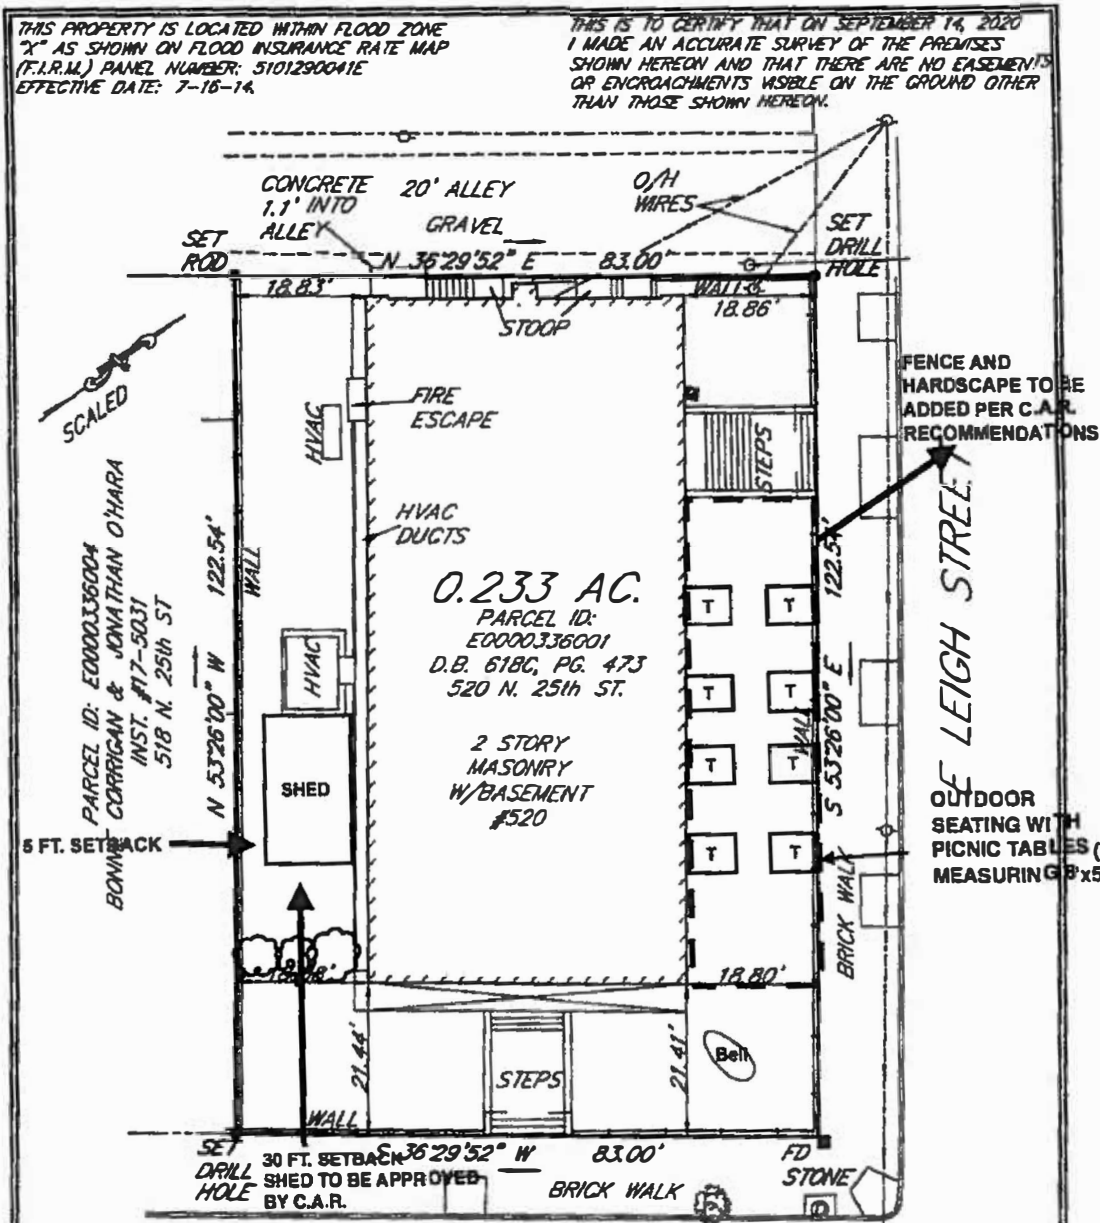 THIS PROPERTY IS LOCATED WITHIN FLOOD ZONE
"X" AS SHOWN ON FLOOD INSURANCE RATE MAP
(F.I.R.M.) PANEL NUMBER: 5101290041E
EFFECTIVE DATE: 7-16-14.
THIS IS TO CERTIFY THAT ON SEPTEMBER 14, 2020
I MADE AN ACCURATE SURVEY OF THE PREMISES
SHOWN HEREON AND THAT THERE ARE NO EASEMENTS
OR ENCROACHMENTS VISIBLE ON THE GROUND OTHER
THAN THOSE SHOWN HEREON.
CONCRETE
1.1' INTO
ALLEY
20' ALLEY
GRAVEL
O/H
WIRES
SET
DRILL
HOLE
SET
ROD
N 36°29'52" E 83.00'
18.83'
WALL
18.86'
STOOP
SCALED
FIRE
ESCAPE
HVAC
HVAC
DUCTS
STEPS
FENCE AND
HARDSCAPE TO BE
ADDED PER C.A.R.
RECOMMENDATIONS
E LEIGH STREET
PARCEL ID: E0000336004
BONNIE CORRIGAN & JONATHAN O'HARA
INST. #17-5031
518 N. 25th ST
N 53°26'00" W 122.54'
WALL
0.233 AC.
PARCEL ID:
E0000336001
D.B. 618C, PG. 473
520 N. 25th ST.
2 STORY
MASONRY
W/BASEMENT
#520
HVAC
SHED
5 FT. SETBACK
T
T
T
T
T
T
T
T
WALL
S 53°26'00" E 122.54'
OUTDOOR
SEATING WITH
PICNIC TABLES (
MEASURING 8'x5
BRICK WALK
18.80'
21.44'
21.41'
STEPS
Bell
WALL
SET
DRILL
HOLE
S 36°29'52" W 83.00'
FD
STONE
30 FT. SETBACK
SHED TO BE APPROVED
BY C.A.R.
BRICK WALK